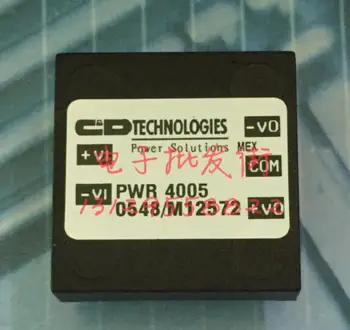 C&D TECHNOLOGIES
-VO
Power Solutions MEX
+VI
电子批发街
COM
-VI
PWR 4005
0548/M12572
+VO